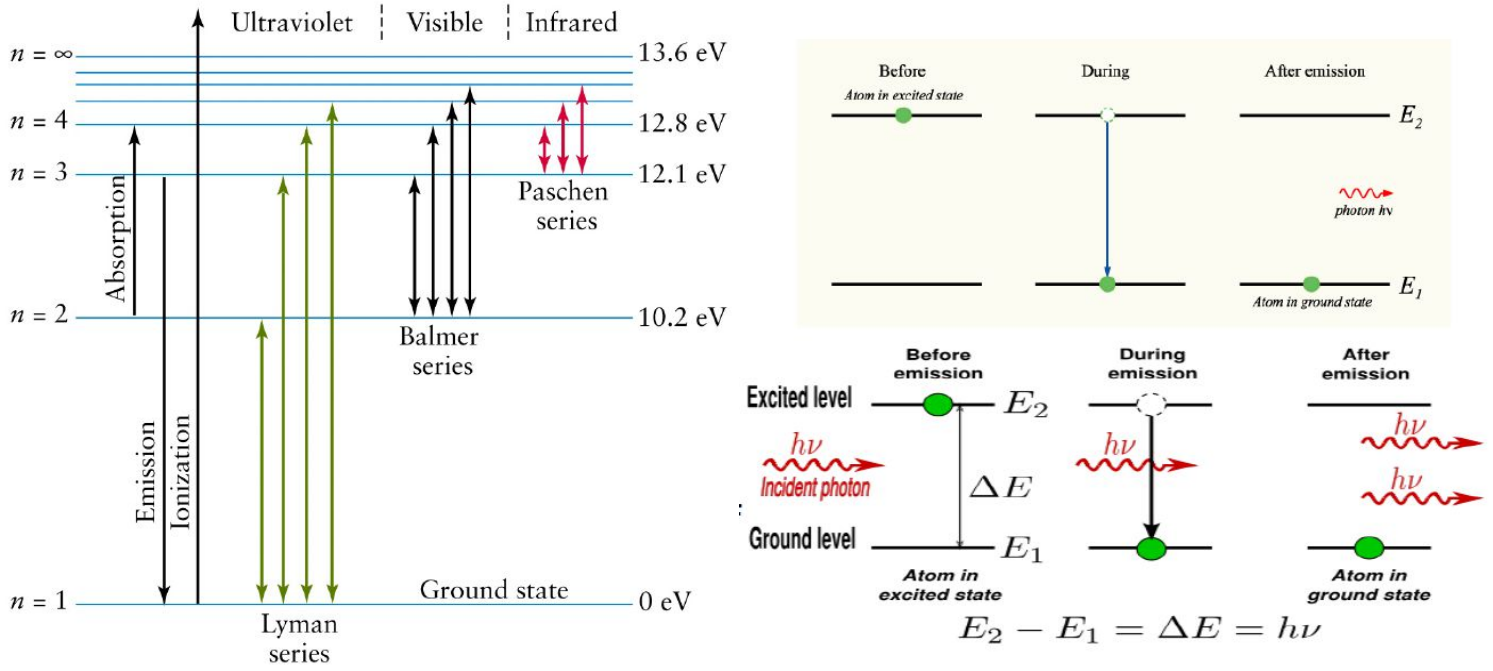 Ultraviolet Visible Infrared
n = ∞ 13.6 eV
n = 4 12.8 eV
n = 3 12.1 eV
Paschen
series
Absorption
n = 2 10.2 eV
Balmer
series
Emission
Ionization
Ground state
n = 1 0 eV
Lyman
series
Before During After emission
Atom in excited state
E2
photon hν
E1
Atom in ground state
Before
emission
During
emission
After
emission
Excited level E2
hν hν hν
Incident photon
ΔE
hν
Ground level E1
Atom in
excited state
Atom in
ground state
E2 − E1 = ΔE = hν